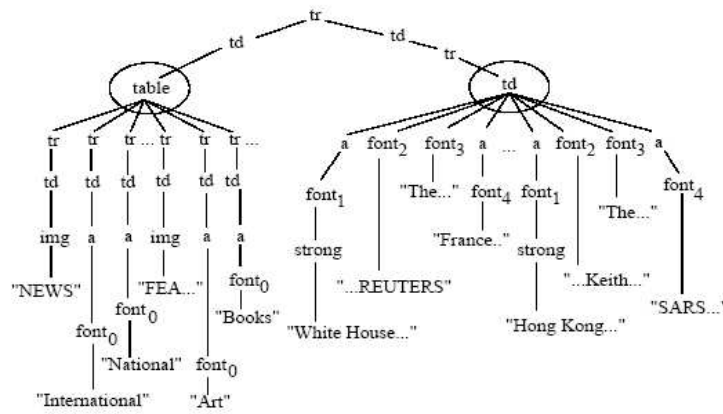 tr
td td
tr
table td
tr tr tr ... tr tr tr ...
a font2 font3 a ... a font2 font3 a
td td td td td td
font1 "The..." font4 font1 "The..." font4
img a a img a a
strong "France.." strong
"NEWS" "FEA..." font0
"...REUTERS" "...Keith..."
font0 "Books" "SARS..."
font0 "White House..." "Hong Kong..."
"National" font0
"International" "Art"